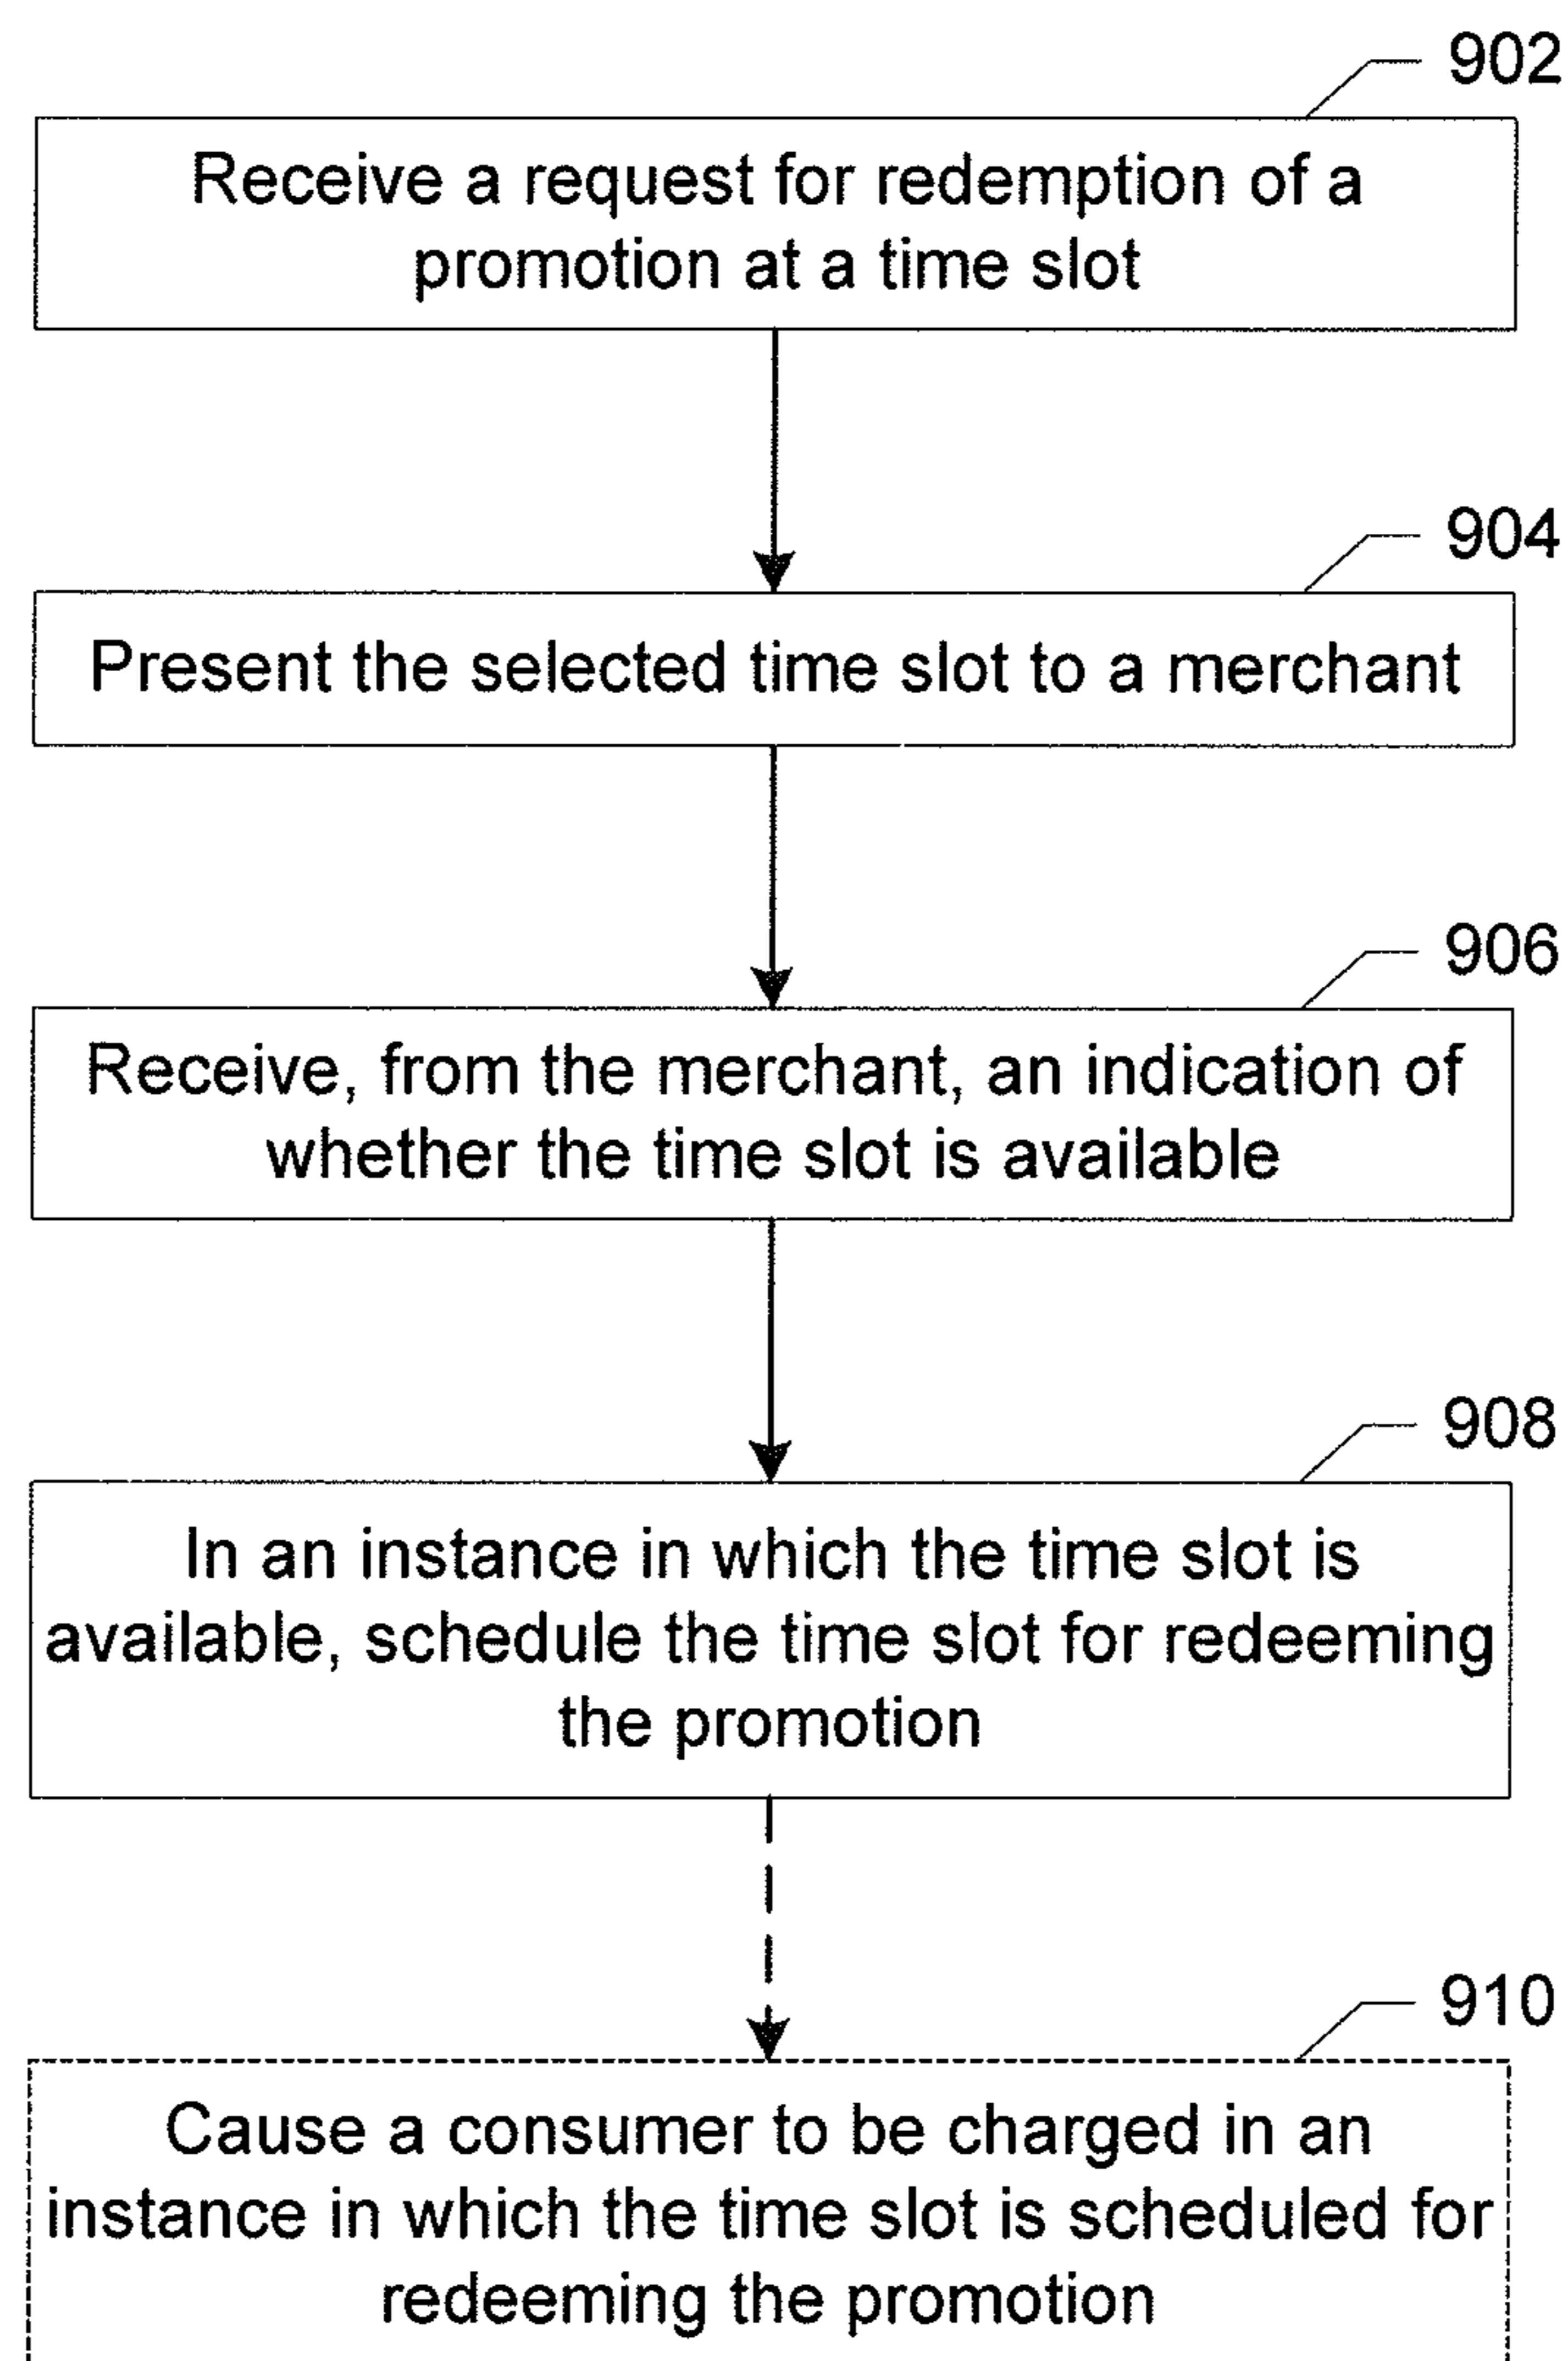 902
Receive a request for redemption of a
promotion at a time slot
904
Present the selected time slot to a merchant
906
Receive, from the merchant, an indication of
whether the time slot is available
908
In an instance in which the time slot is
available, schedule the time slot for redeeming
the promotion
910
Cause a consumer to be charged in an
instance in which the time slot is scheduled for
redeeming the promotion